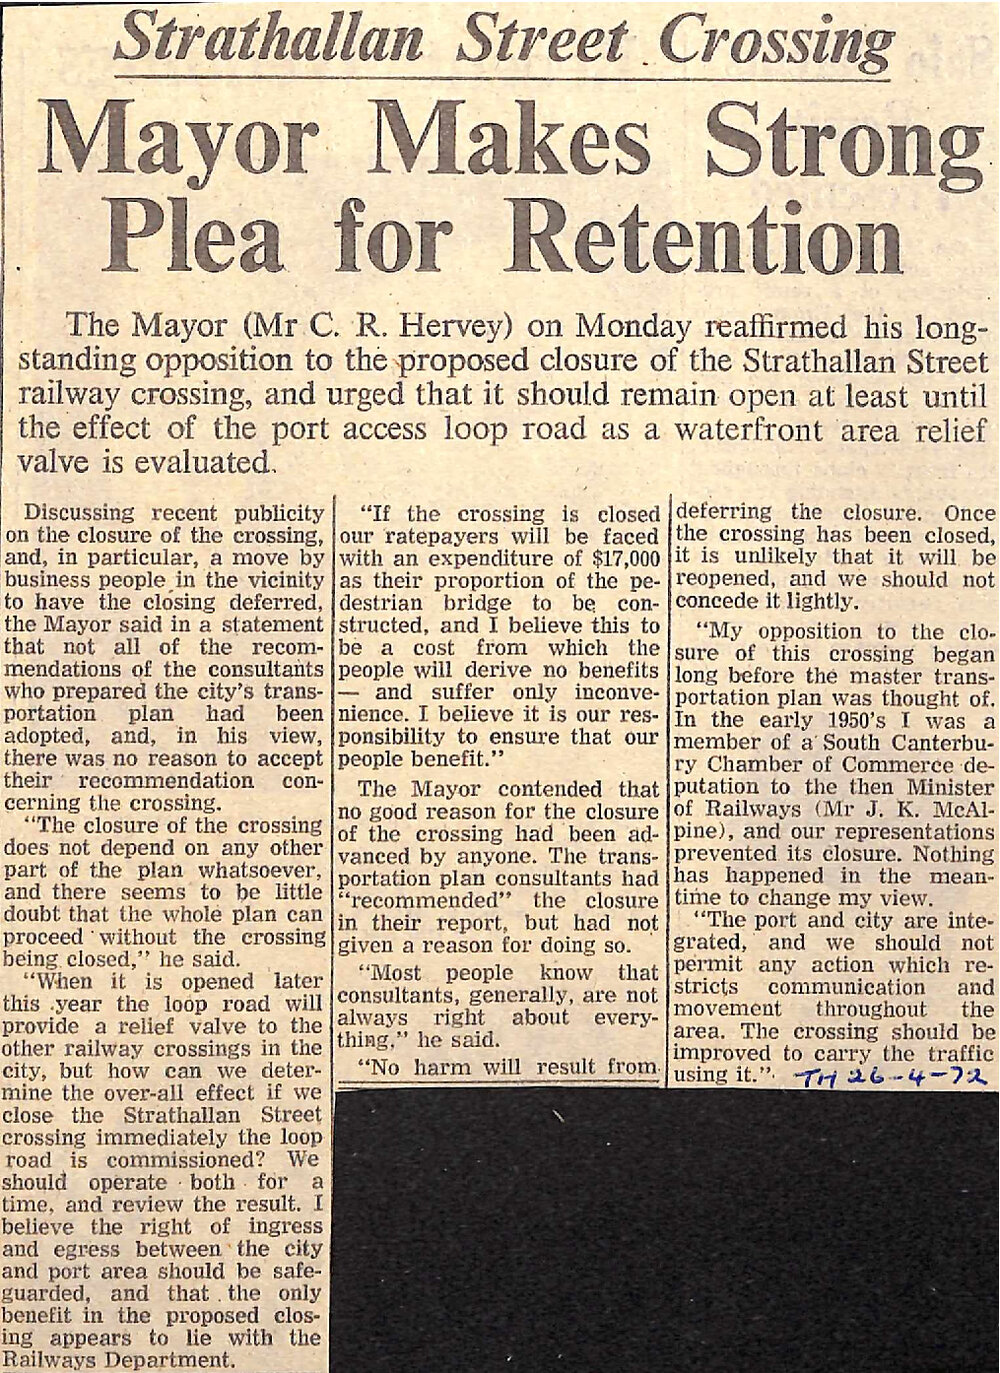 Strathallan Street Crossing
Mayor Makes Strong
Plea for Retention
The Mayor (Mr C. R. Hervey) on Monday reaffirmed his long-
standing opposition to the proposed closure of the Strathallan Street
railway crossing, and urged that it should remain open at least until
the effect of the port access loop road as a waterfront area relief
valve is evaluated.
Discussing recent publicity
on the closure of the crossing,
and, in particular, a move by
business people in the vicinity
to have the closing deferred,
the Mayor said in a statement
that not all of the recom-
mendations of the consultants
who prepared the city's trans-
portation plan had been
adopted, and, in his view,
there was no reason to accept
their recommendation con-
cerning the crossing.
"The closure of the crossing
does not depend on any other
part of the plan whatsoever,
and there seems to be little
doubt that the whole plan can
proceed without the crossing
being closed," he said.
"When it is opened later
this year the loop road will
provide a relief valve to the
other railway crossings in the
city, but how can we deter-
mine the over-all effect if we
close the Strathallan Street
crossing immediately the loop
road is commissioned? We
should operate both for a
time, and review the result. I
believe the right of ingress
and egress between the city
and port area should be safe-
guarded, and that the only
benefit in the proposed clos-
ing appears to lie with the
Railways Department.
"If the crossing is closed
our ratepayers will be faced
with an expenditure of $17,000
as their proportion of the pe-
destrian bridge to be con-
structed, and I believe this to
be a cost from which the
people will derive no benefits
— and suffer only inconve-
nience. I believe it is our res-
ponsibility to ensure that our
people benefit."
The Mayor contended that
no good reason for the closure
of the crossing had been ad-
vanced by anyone. The trans-
portation plan consultants had
"recommended" the closure
in their report, but had not
given a reason for doing so.
"Most people know that
consultants, generally, are not
always right about every-
thing," he said.
"No harm will result from
deferring the closure. Once
the crossing has been closed,
it is unlikely that it will be
reopened, and we should not
concede it lightly.
"My opposition to the clo-
sure of this crossing began
long before the master trans-
portation plan was thought of.
In the early 1950's I was a
member of a South Canterbu-
ry Chamber of Commerce de-
putation to the then Minister
of Railways (Mr J. K. McAl-
pine), and our representations
prevented its closure. Nothing
has happened in the mean-
time to change my view.
"The port and city are inte-
grated, and we should not
permit any action which re-
stricts communication and
movement throughout the
area. The crossing should be
improved to carry the traffic
using it."
TH 26-4-72